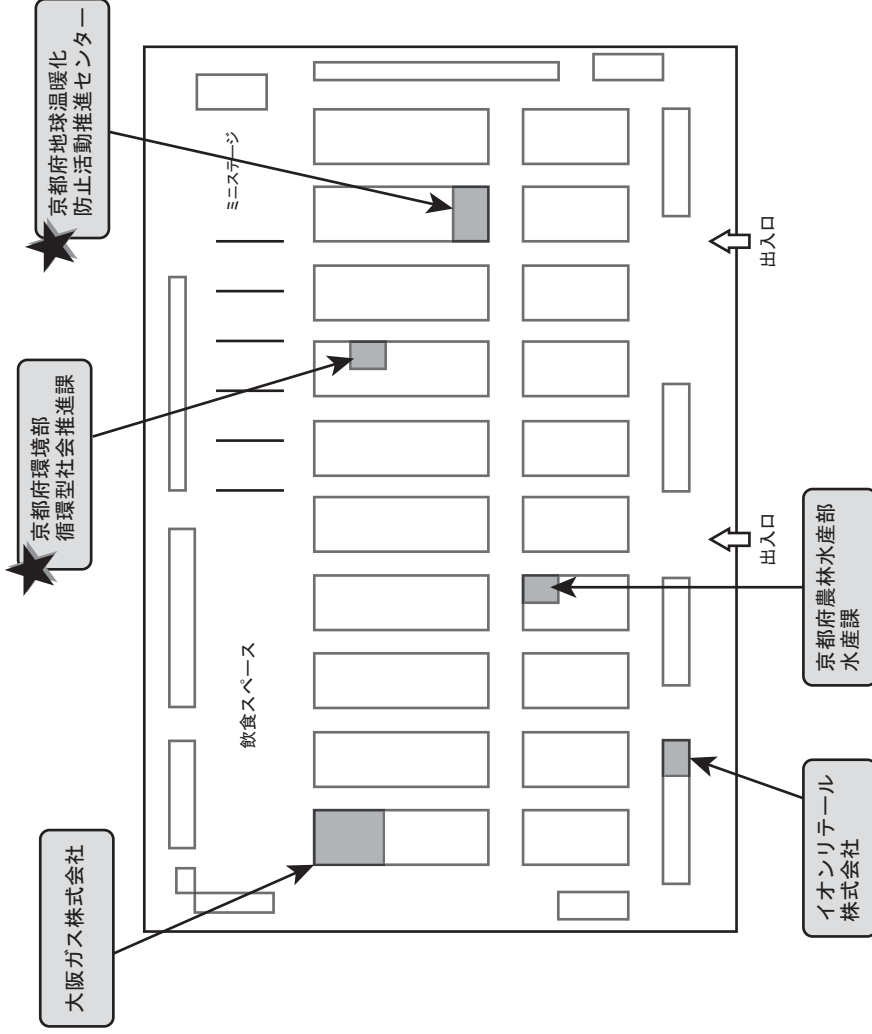 大阪ガス株式会社
京都府環境部
循環型社会推進課
京都府地球温暖化
防止活動推進センター
飲食スペース
ミニステージ
出入口
出入口
イオンリテール
株式会社
京都府農林水産部
水産課